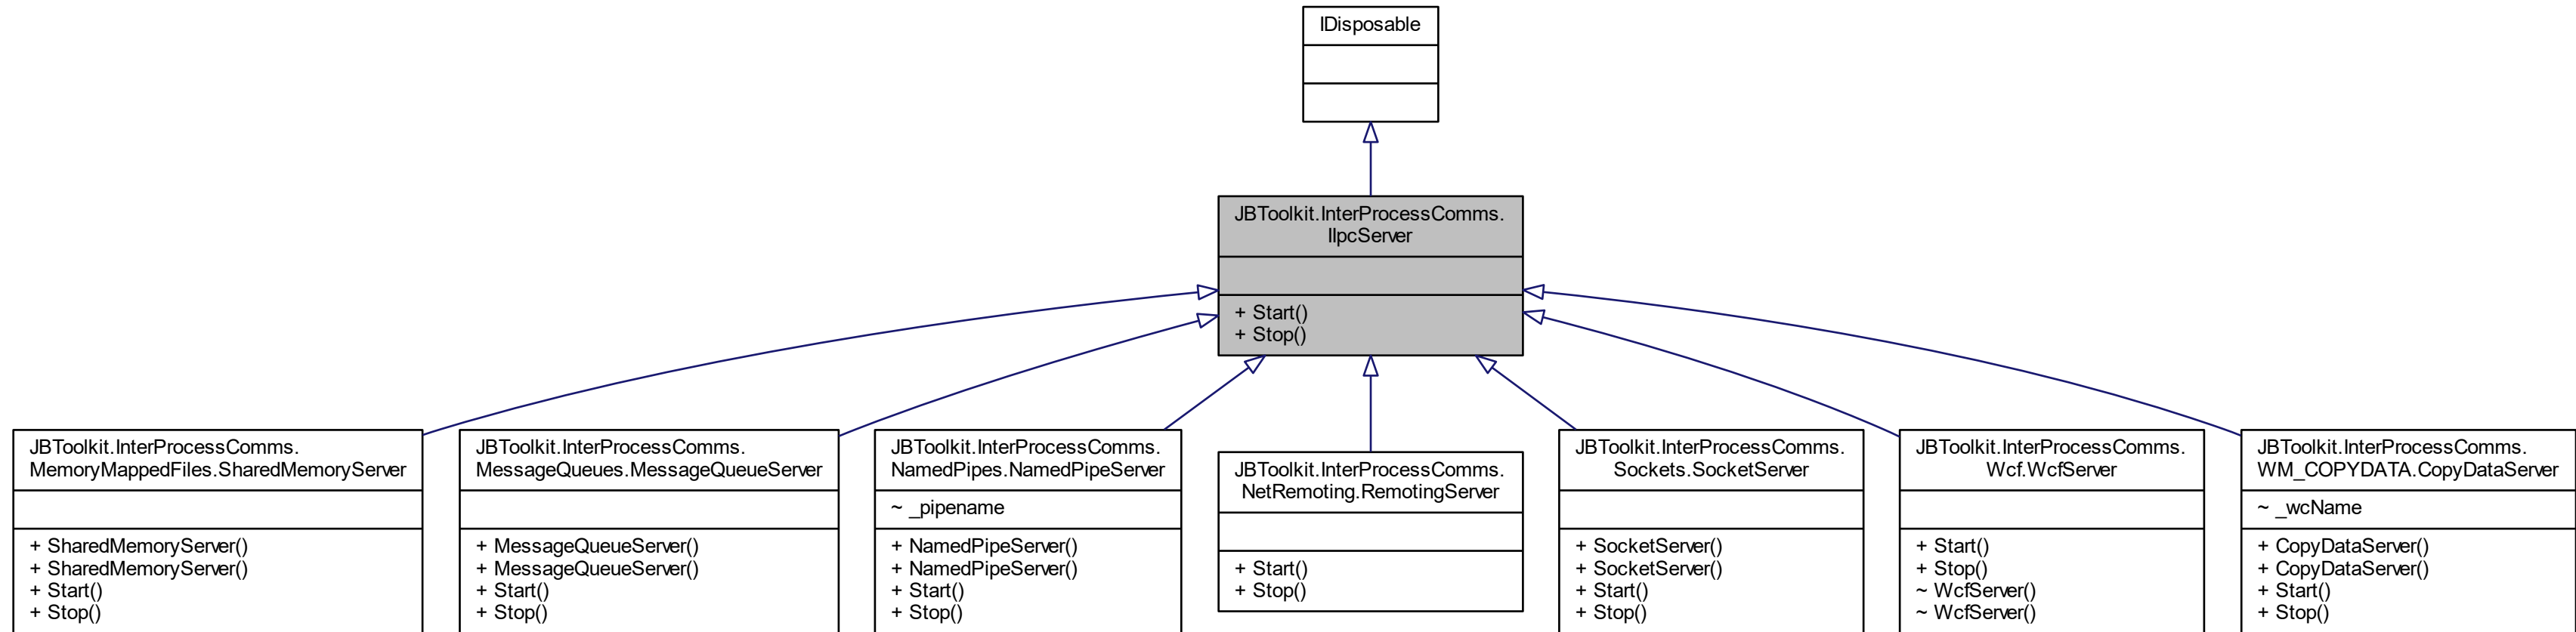 IDisposable
JBToolkit.InterProcessComms.
IIpcServer
+ Start()
+ Stop()
JBToolkit.InterProcessComms.
MemoryMappedFiles.SharedMemoryServer
+ SharedMemoryServer()
+ SharedMemoryServer()
+ Start()
+ Stop()
JBToolkit.InterProcessComms.
MessageQueues.MessageQueueServer
+ MessageQueueServer()
+ MessageQueueServer()
+ Start()
+ Stop()
JBToolkit.InterProcessComms.
NamedPipes.NamedPipeServer
~ _pipename
+ NamedPipeServer()
+ NamedPipeServer()
+ Start()
+ Stop()
JBToolkit.InterProcessComms.
NetRemoting.RemotingServer
+ Start()
+ Stop()
JBToolkit.InterProcessComms.
Sockets.SocketServer
+ SocketServer()
+ SocketServer()
+ Start()
+ Stop()
JBToolkit.InterProcessComms.
Wcf.WcfServer
+ Start()
+ Stop()
~ WcfServer()
~ WcfServer()
JBToolkit.InterProcessComms.
WM_COPYDATA.CopyDataServer
~ _wcName
+ CopyDataServer()
+ CopyDataServer()
+ Start()
+ Stop()